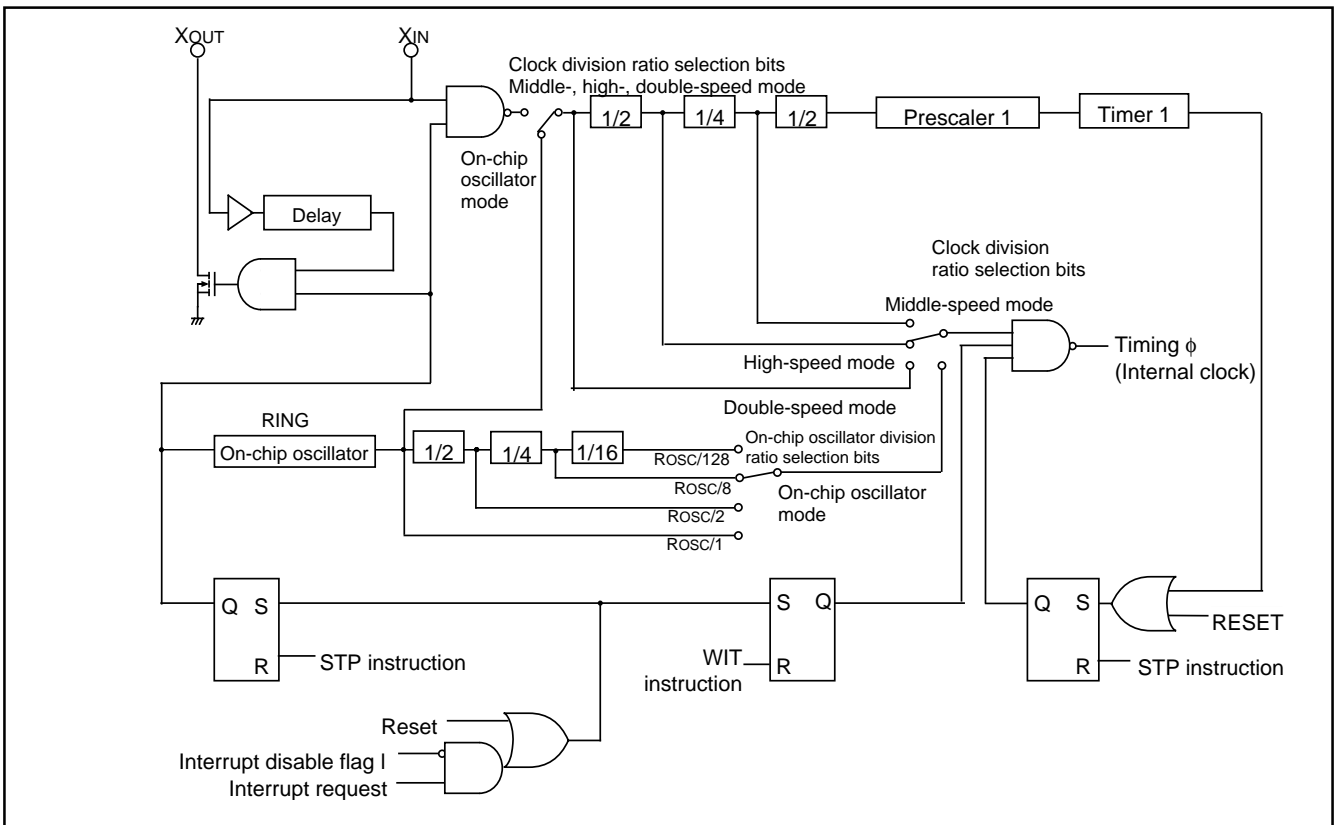 XOUT
XIN
Clock division ratio selection bits
Middle-, high-, double-speed mode
1/2
1/4
1/2
Prescaler 1
Timer 1
On-chip
oscillator
mode
Delay
Clock division
ratio selection bits
Middle-speed mode
Timing ϕ
(Internal clock)
High-speed mode
Double-speed mode
RING
On-chip oscillator
1/2
1/4
1/16
ROSC/128
On-chip oscillator division
ratio selection bits
ROSC/8
On-chip oscillator
mode
ROSC/2
ROSC/1
Q S
R
STP instruction
S Q
R
WIT
instruction
Q S
R
RESET
STP instruction
Reset
Interrupt disable flag I
Interrupt request